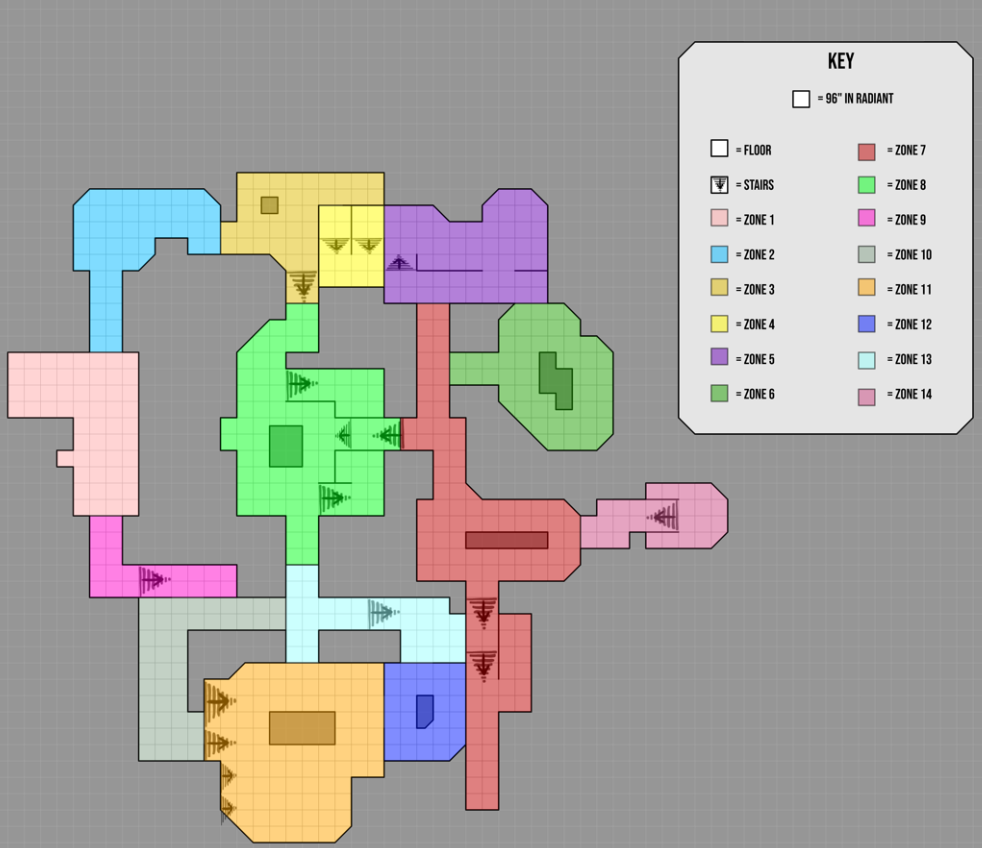 KEY
= 96" IN RADIANT
= FLOOR
= STAIRS
= ZONE 1
= ZONE 2
= ZONE 3
= ZONE 4
= ZONE 5
= ZONE 6
= ZONE 7
= ZONE 8
= ZONE 9
= ZONE 10
= ZONE 11
= ZONE 12
= ZONE 13
= ZONE 14